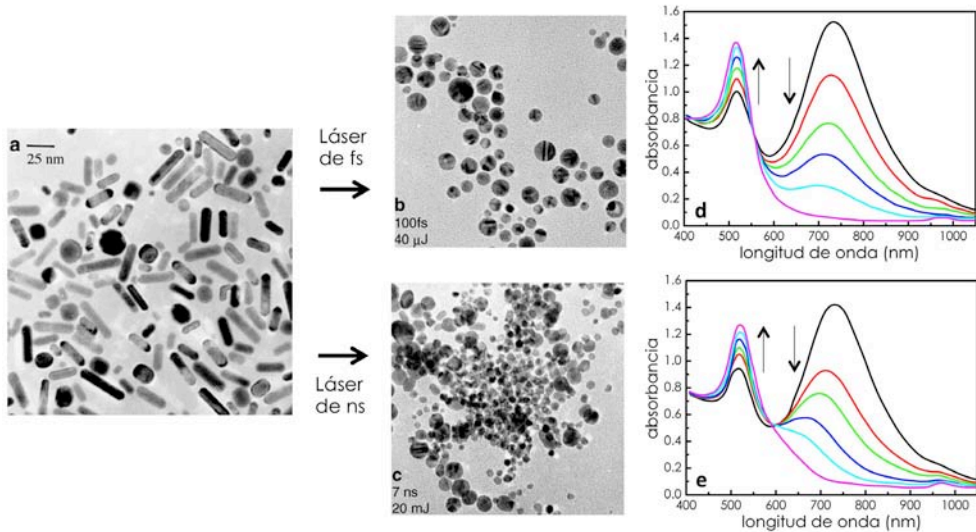 a
25 nm
Láser
de fs
Láser
de ns
b
100fs
40 µJ
c
7 ns
20 mJ
1.6
1.4
1.2
1.0
0.8
0.6
0.4
0.2
0.0
absorbancia
d
400 500 600 700 800 900 1000
longitud de onda (nm)
1.6
1.4
1.2
1.0
0.8
0.6
0.4
0.2
0.0
absorbancia
e
400 500 600 700 800 900 1000
longitud de onda (nm)